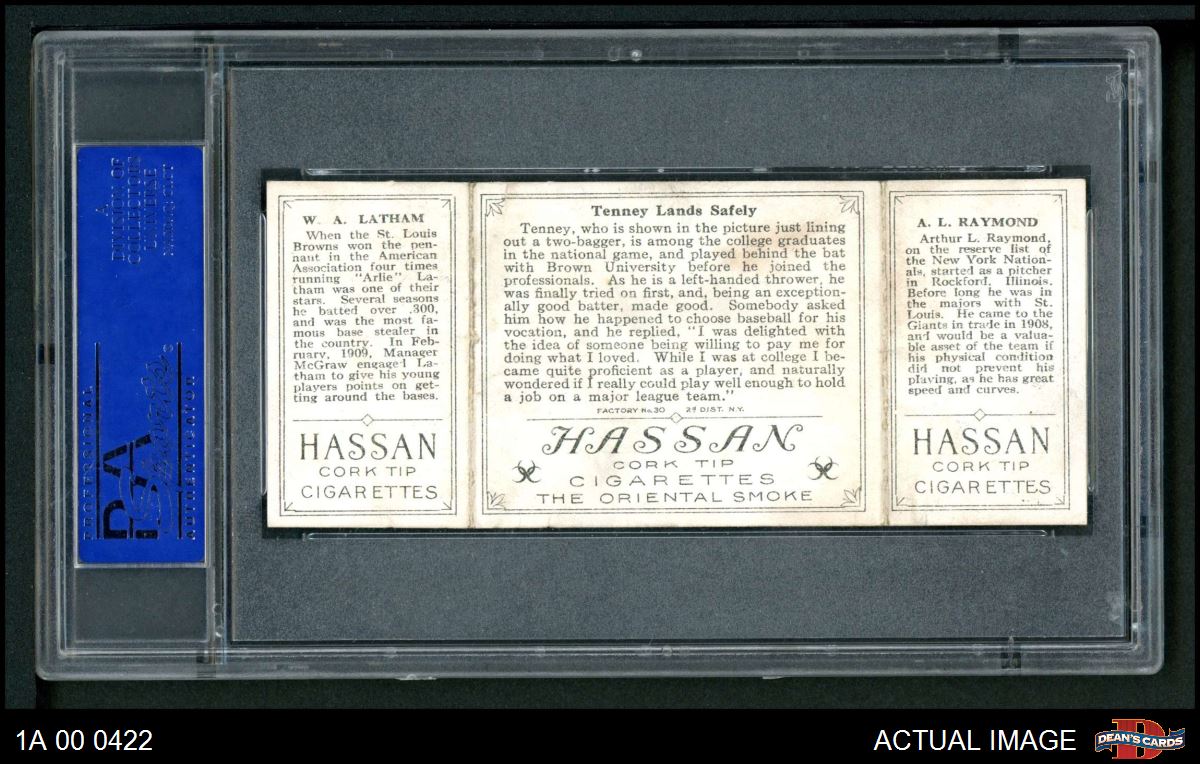 A
DIVISION OF
COLLECTORS
UNIVERSE
NASD: CLCT
PROFESSIONAL
PSA
AUTHENTICATOR
W. A. LATHAM
When the St. Louis
Browns won the pen-
nant in the American
Association four times
running "Arlie" La-
tham was one of their
stars. Several seasons
he batted over .300,
and was the most fa-
mous base stealer in
the country. In Feb-
ruary, 1909, Manager
McGraw engaged La-
tham to give his young
players points on get-
ting around the bases.
HASSAN
CORK TIP
CIGARETTES
Tenney Lands Safely
Tenney, who is shown in the picture just lining
out a two-bagger, is among the college graduates
in the national game, and played behind the bat
with Brown University before he joined the
professionals. As he is a left-handed thrower, he
was finally tried on first, and, being an exception-
ally good batter, made good. Somebody asked
him how he happened to choose baseball for his
vocation, and he replied, "I was delighted with
the idea of someone being willing to pay me for
doing what I loved. While I was at college I be-
came quite proficient as a player, and naturally
wondered if I really could play well enough to hold
a job on a major league team."
FACTORY No. 30 2d DIST. N.Y.
HASSAN
CORK TIP
CIGARETTES
THE ORIENTAL SMOKE
A. L. RAYMOND
Arthur L. Raymond,
on the reserve list of
the New York Nation-
als, started as a pitcher
in Rockford, Illinois.
Before long he was in
the majors with St.
Louis. He came to the
Giants in trade in 1908,
and would be a valua-
ble asset of the team if
his physical condition
did not prevent his
playing, as he has great
speed and curves.
HASSAN
CORK TIP
CIGARETTES
1A 00 0422
ACTUAL IMAGE
DEAN'S CARDS